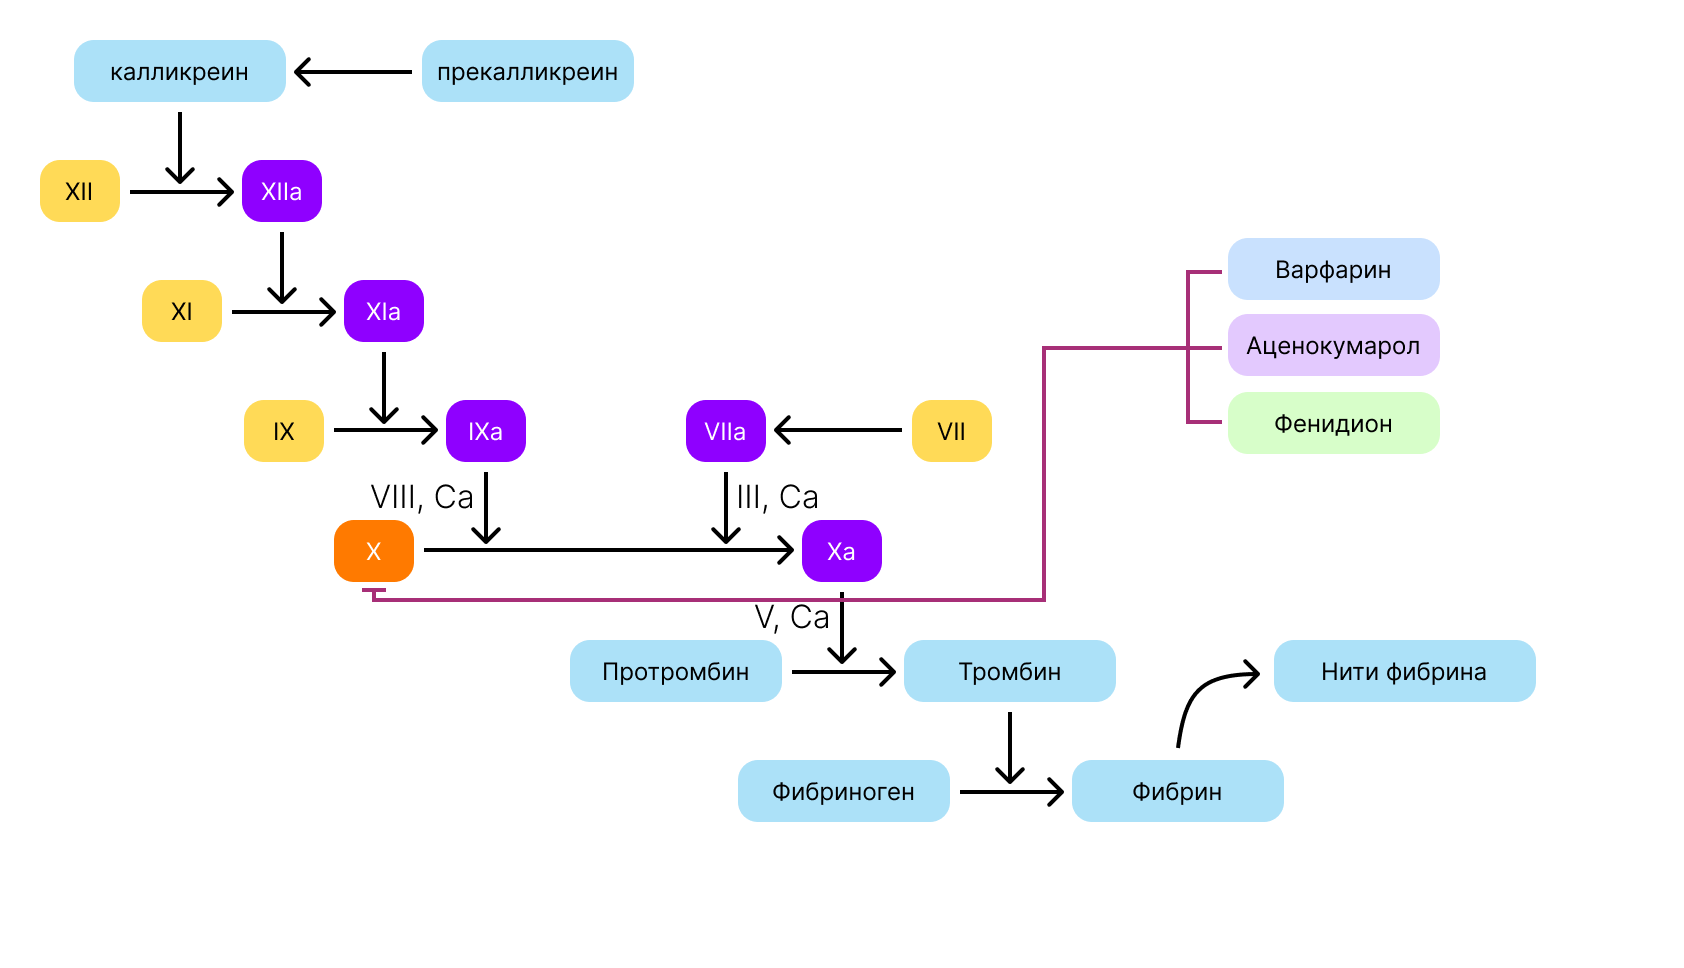 калликреин
прекалликреин
XII
XIIa
XI
XIa
Варфарин
Аценокумарол
Фенидион
IX
IXa
VIIa
VII
VIII, Ca
III, Ca
X
Xa
V, Ca
Протромбин
Тромбин
Нити фибрина
Фибриноген
Фибрин